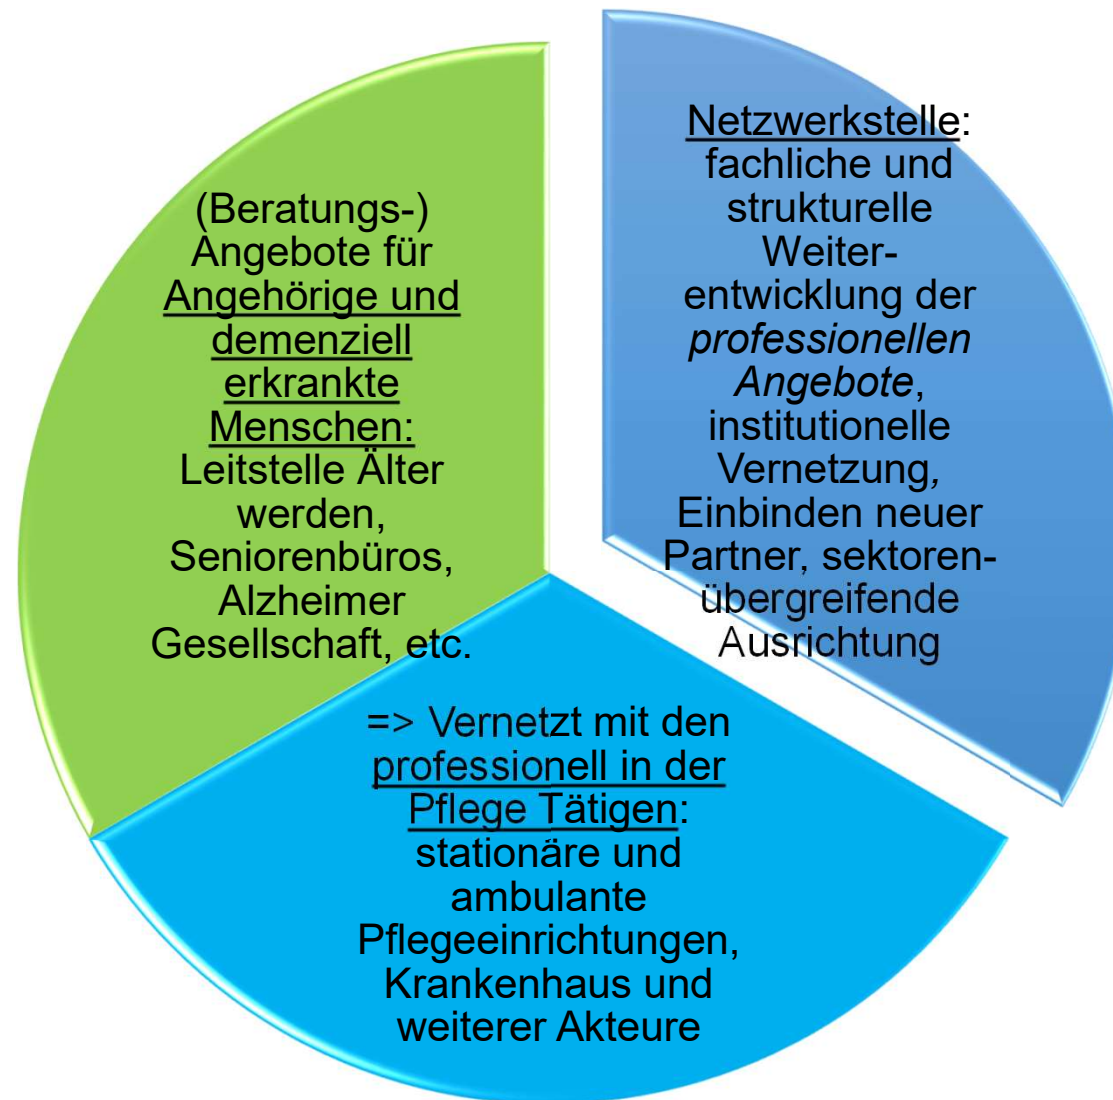 (Beratungs-)
Angebote für
Angehörige und
demenziell
erkrankte
Menschen:
Leitstelle Älter
werden,
Seniorenbüros,
Alzheimer
Gesellschaft, etc.
Netzwerkstelle:
fachliche und
strukturelle
Weiter-
entwicklung der
professionellen
Angebote,
institutionelle
Vernetzung,
Einbinden neuer
Partner, sektoren-
übergreifende
Ausrichtung
=> Vernetzt mit den
professionell in der
Pflege Tätigen:
stationäre und
ambulante
Pflegeeinrichtungen,
Krankenhaus und
weiterer Akteure